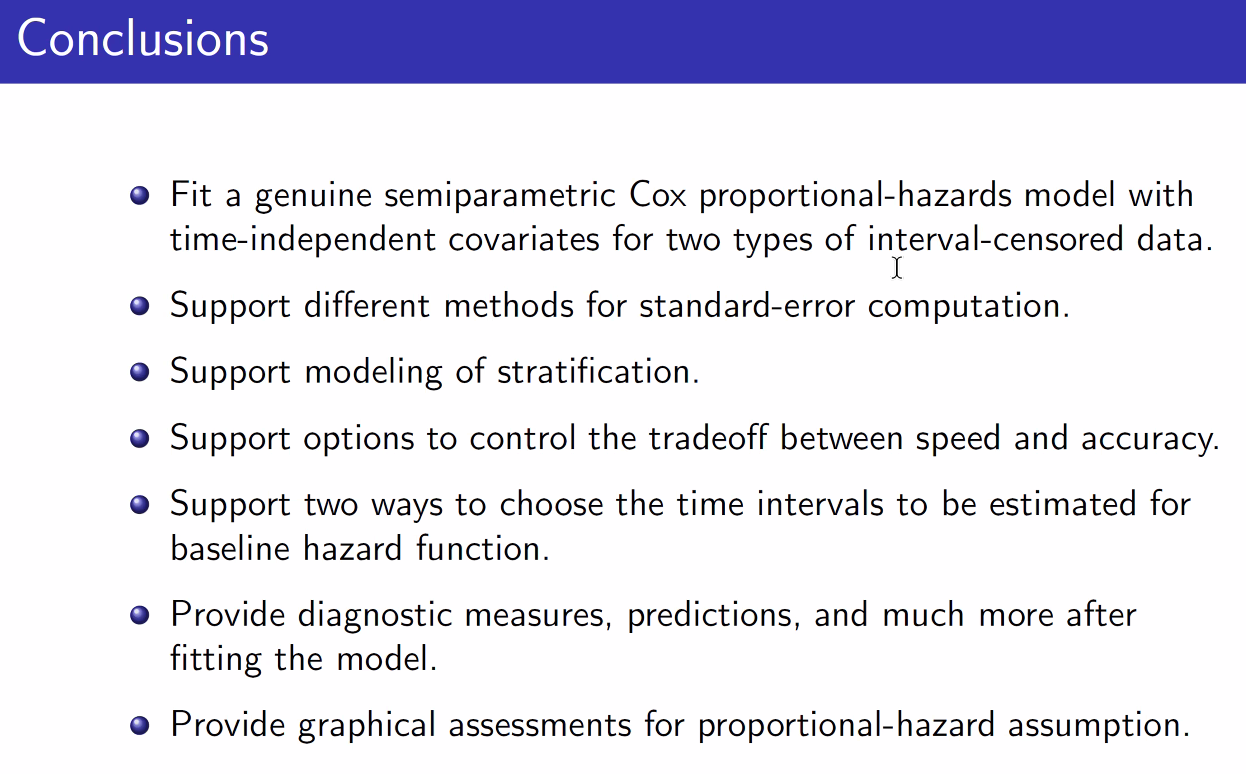 Conclusions
Fit a genuine semiparametric Cox proportional-hazards model with
time-independent covariates for two types of interval-censored data.
Support different methods for standard-error computation.
Support modeling of stratification.
Support options to control the tradeoff between speed and accuracy.
Support two ways to choose the time intervals to be estimated for
baseline hazard function.
Provide diagnostic measures, predictions, and much more after
fitting the model.
Provide graphical assessments for proportional-hazard assumption.